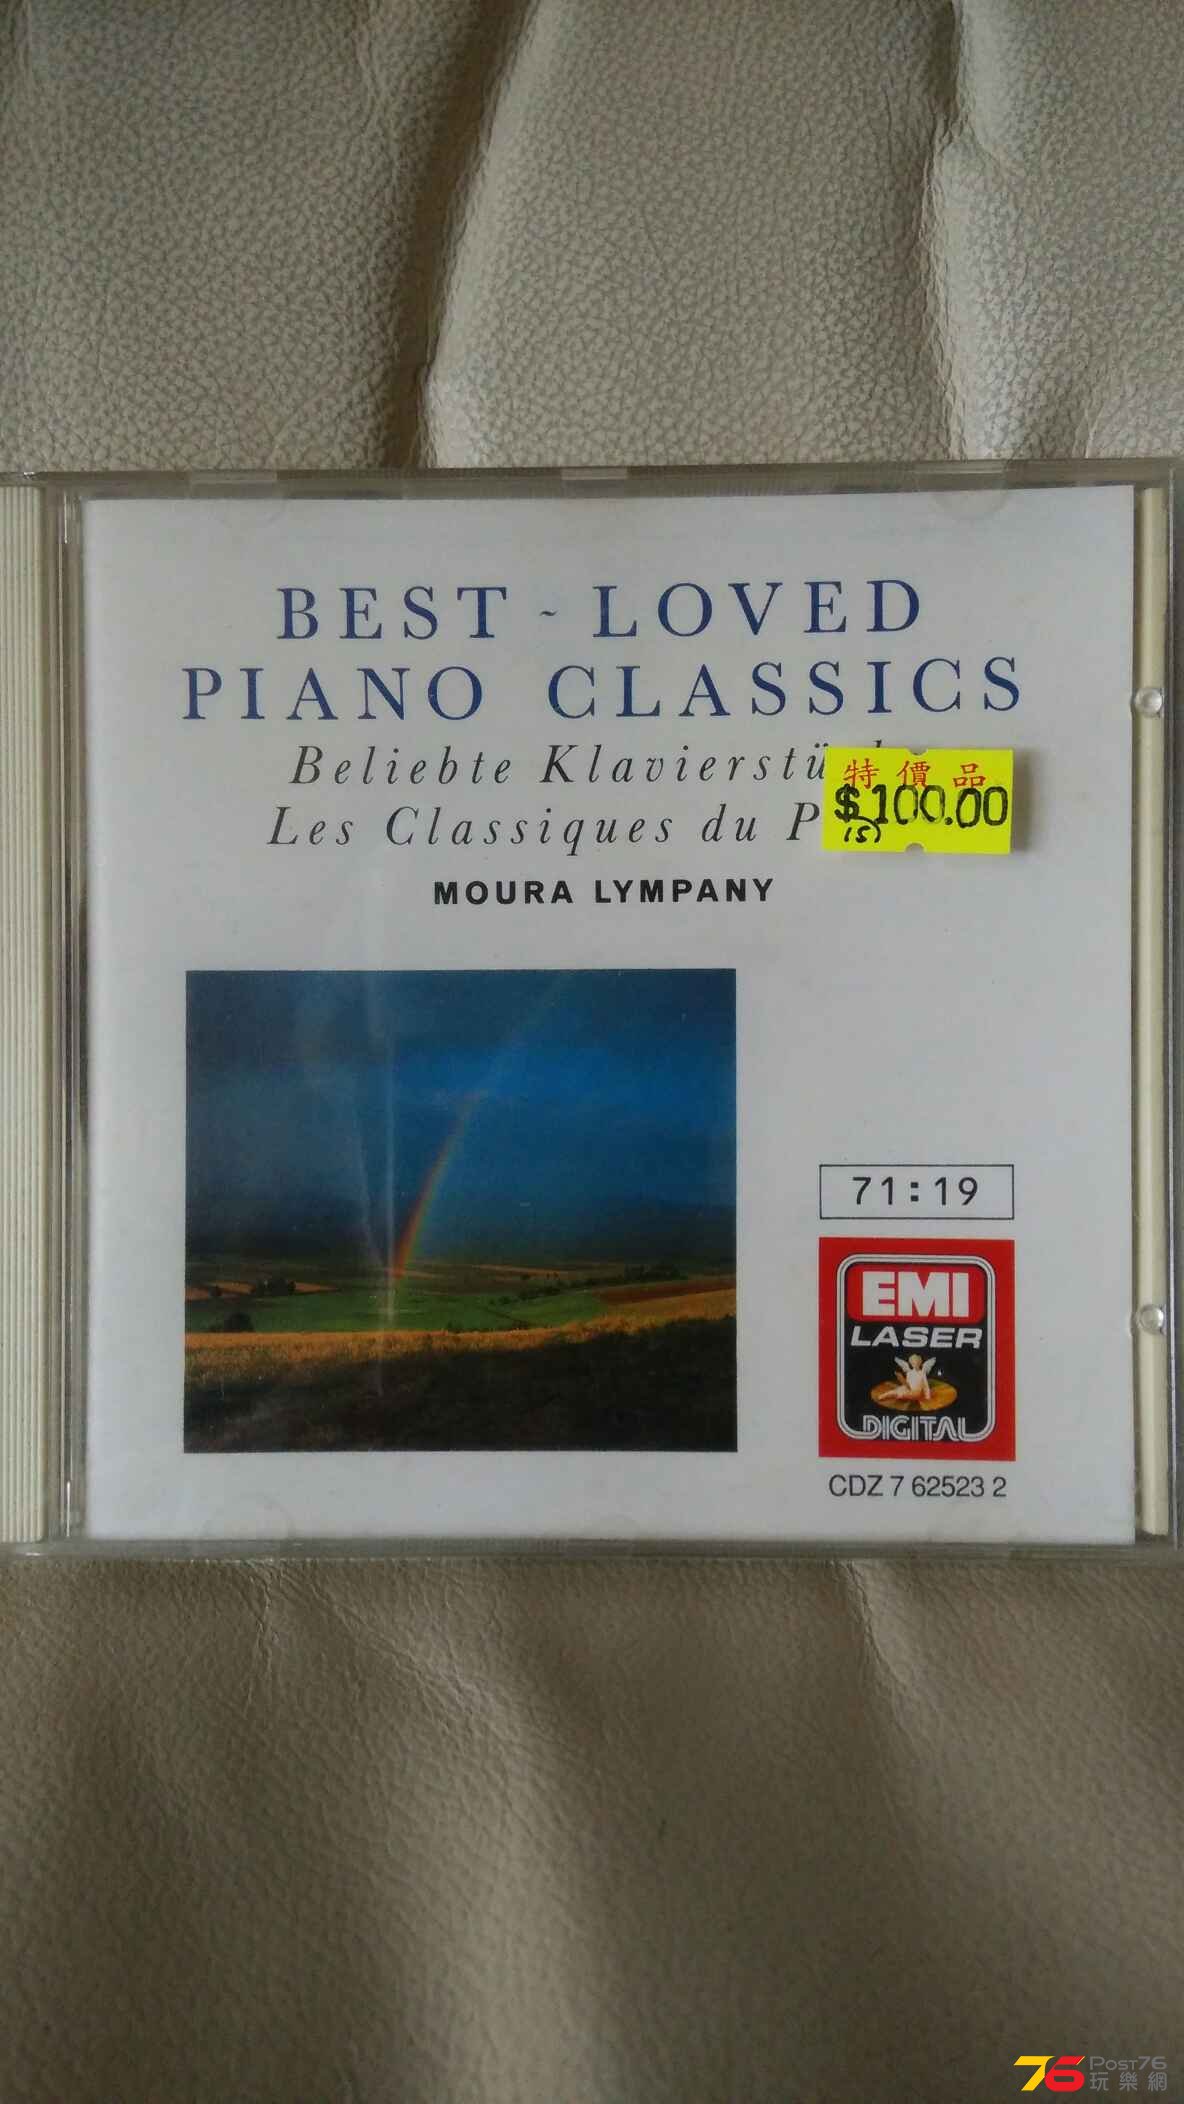 BEST - LOVED
PIANO CLASSICS
Beliebte
Les Classiques du
特價品
$100.00
(5)
MOURA LYMPANY
71:19
EMI
LASER
DIGITAL
CDZ 7 62523 2
76 POST76
玩樂網